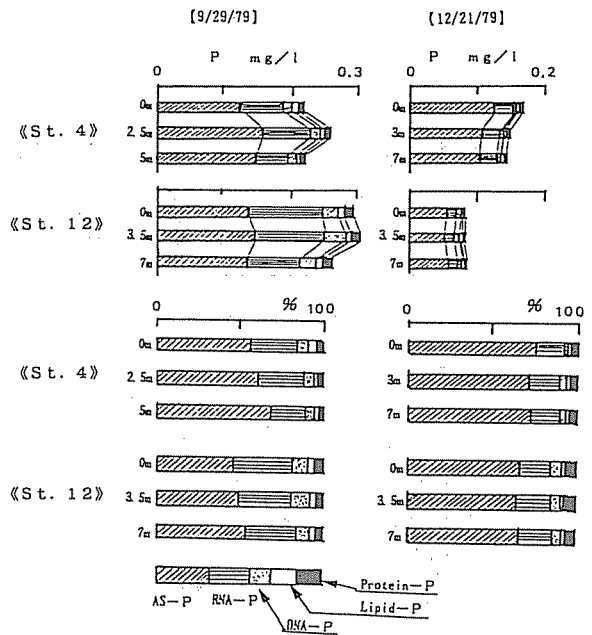 [9/29/79] [12/21/79]
P mg/l P mg/l
0 0.3 0 0.2
0m 0m
《St. 4》 2.5m 3m
5m 7m
0m 0m
《St. 12》 3.5m 3.5m
7m 7m
0 % 100 0 % 100
0m 0m
《St. 4》 2.5m 3m
5m 7m
0m 0m
《St. 12》 3.5m 3.5m
7m 7m
Protein-P
AS-P RNA-P Lipid-P
DNA-P